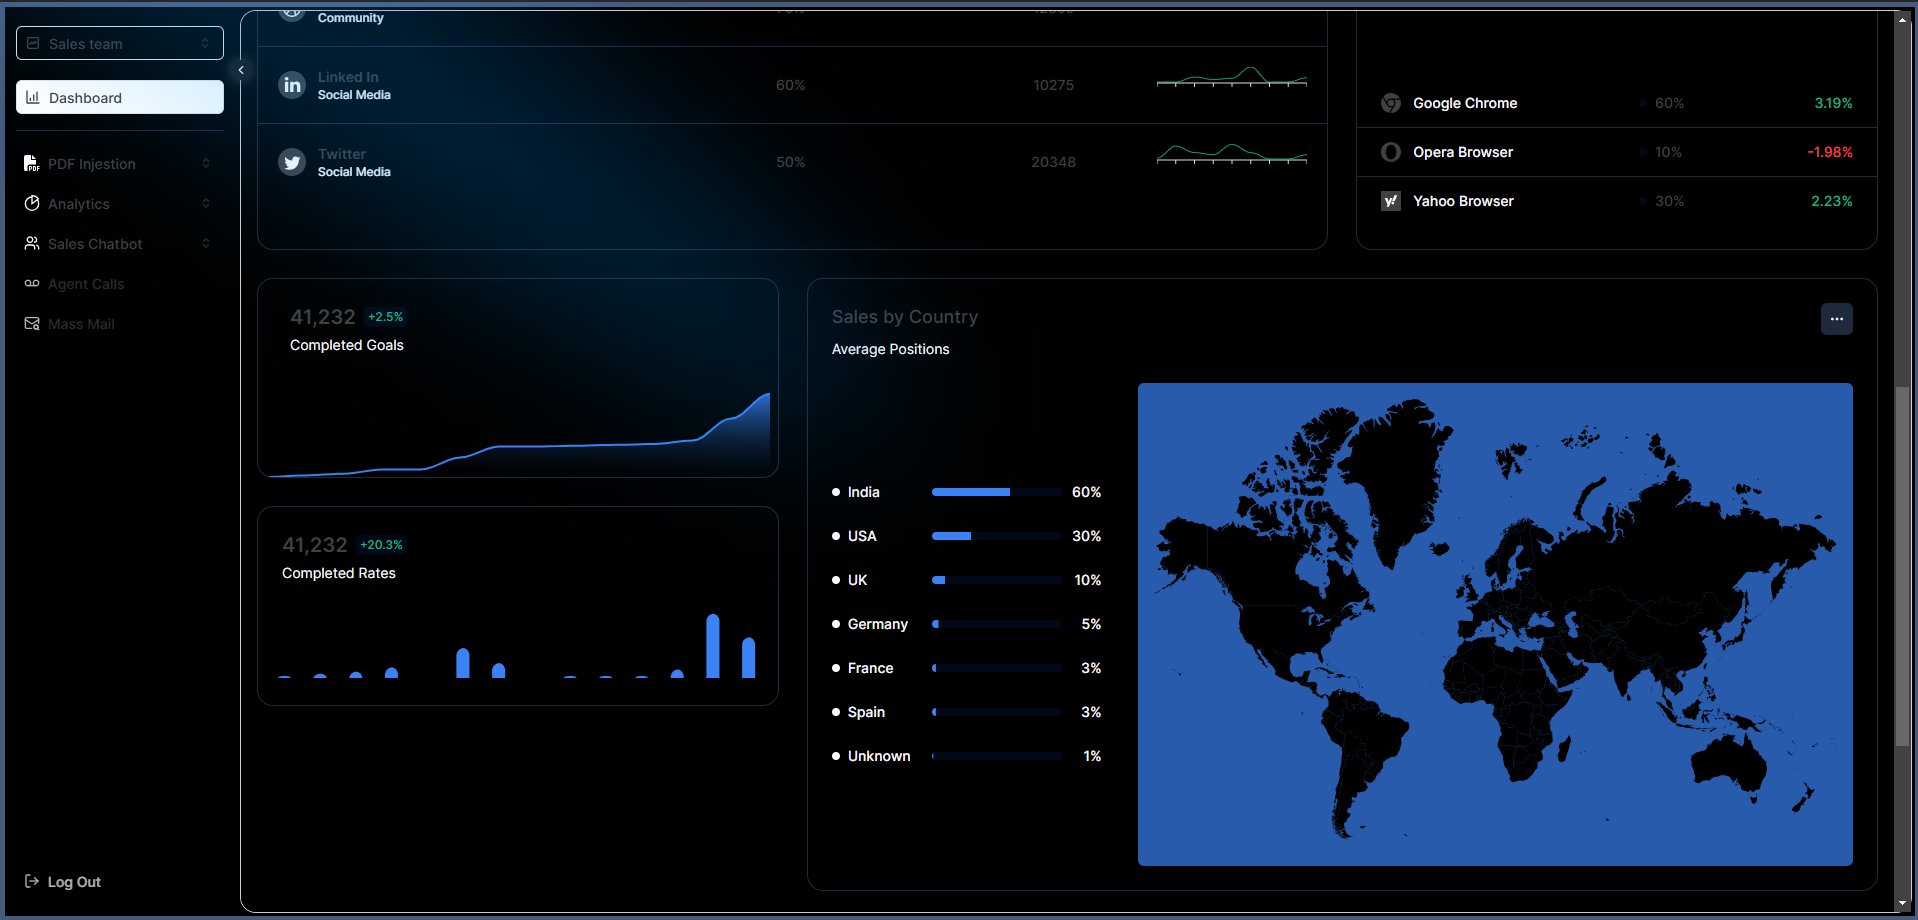 Sales team
Dashboard
PDF Injestion
Analytics
Sales Chatbot
Agent Calls
Mass Mail
Log Out
Community
Linked In
Social Media
60%
10275
Twitter
Social Media
50%
20348
Google Chrome
60%
3.19%
Opera Browser
10%
-1.98%
Yahoo Browser
30%
2.23%
41,232
+2.5%
Completed Goals
41,232
+20.3%
Completed Rates
Sales by Country
Average Positions
India
60%
USA
30%
UK
10%
Germany
5%
France
3%
Spain
3%
Unknown
1%